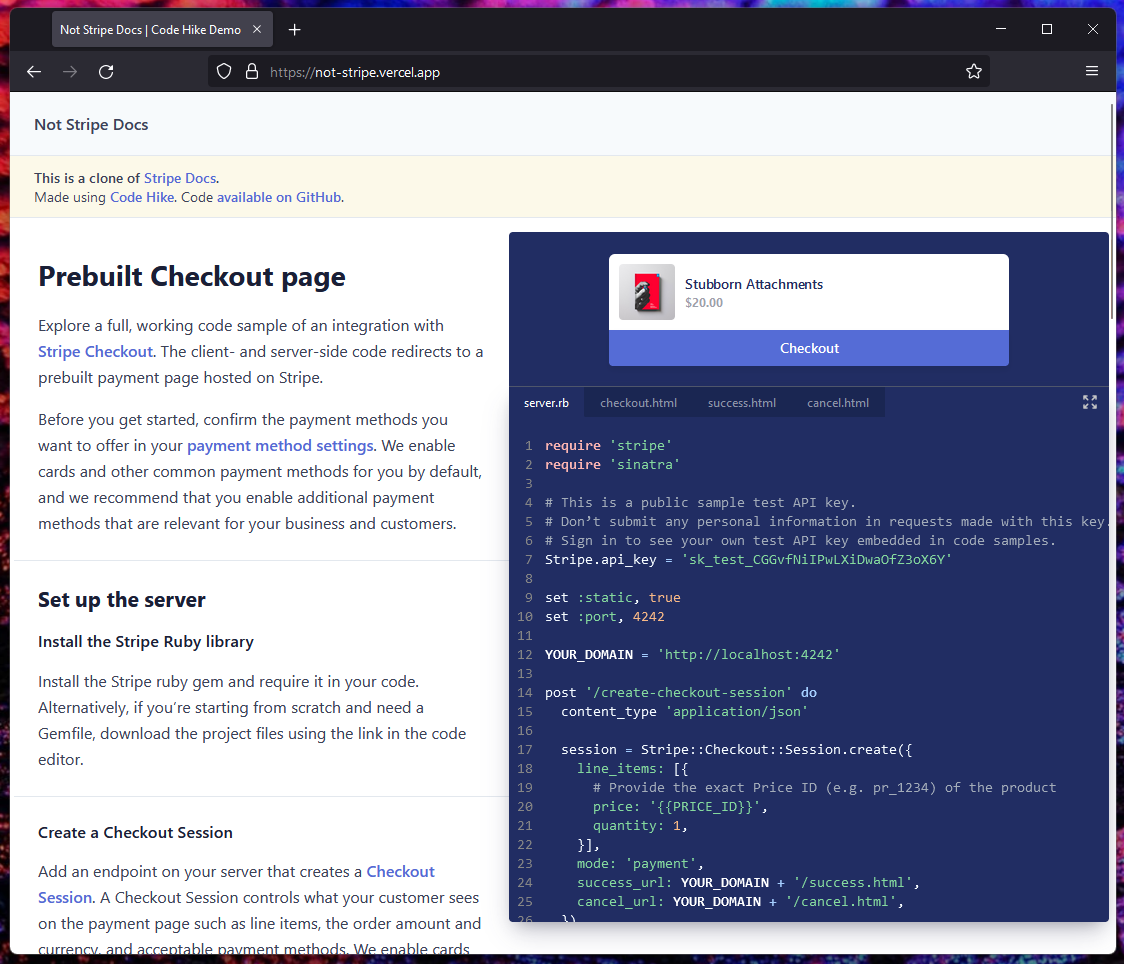 Not Stripe Docs | Code Hike Demo
https://not-stripe.vercel.app
Not Stripe Docs
This is a clone of Stripe Docs.
Made using Code Hike. Code available on GitHub.
Prebuilt Checkout page
Explore a full, working code sample of an integration with
Stripe Checkout. The client- and server-side code redirects to a
prebuilt payment page hosted on Stripe.
Before you get started, confirm the payment methods you
want to offer in your payment method settings. We enable
cards and other common payment methods for you by default,
and we recommend that you enable additional payment
methods that are relevant for your business and customers.
Set up the server
Install the Stripe Ruby library
Install the Stripe ruby gem and require it in your code.
Alternatively, if you’re starting from scratch and need a
Gemfile, download the project files using the link in the code
editor.
Create a Checkout Session
Add an endpoint on your server that creates a Checkout
Session. A Checkout Session controls what your customer sees
on the payment page such as line items, the order amount and
currency, and acceptable payment methods. We enable cards
Stubborn Attachments
$20.00
Checkout
server.rb checkout.html success.html cancel.html
1 require 'stripe'
2 require 'sinatra'
3
4 # This is a public sample test API key.
5 # Don’t submit any personal information in requests made with this key.
6 # Sign in to see your own test API key embedded in code samples.
7 Stripe.api_key = 'sk_test_CGGvfNiIPwLXiDwaOfZ3oX6Y'
8
9 set :static, true
10 set :port, 4242
11
12 YOUR_DOMAIN = 'http://localhost:4242'
13
14 post '/create-checkout-session' do
15   content_type 'application/json'
16
17   session = Stripe::Checkout::Session.create({
18     line_items: [{
19       # Provide the exact Price ID (e.g. pr_1234) of the product
20       price: '{{PRICE_ID}}',
21       quantity: 1,
22     }],
23     mode: 'payment',
24     success_url: YOUR_DOMAIN + '/success.html',
25     cancel_url: YOUR_DOMAIN + '/cancel.html',
26   })